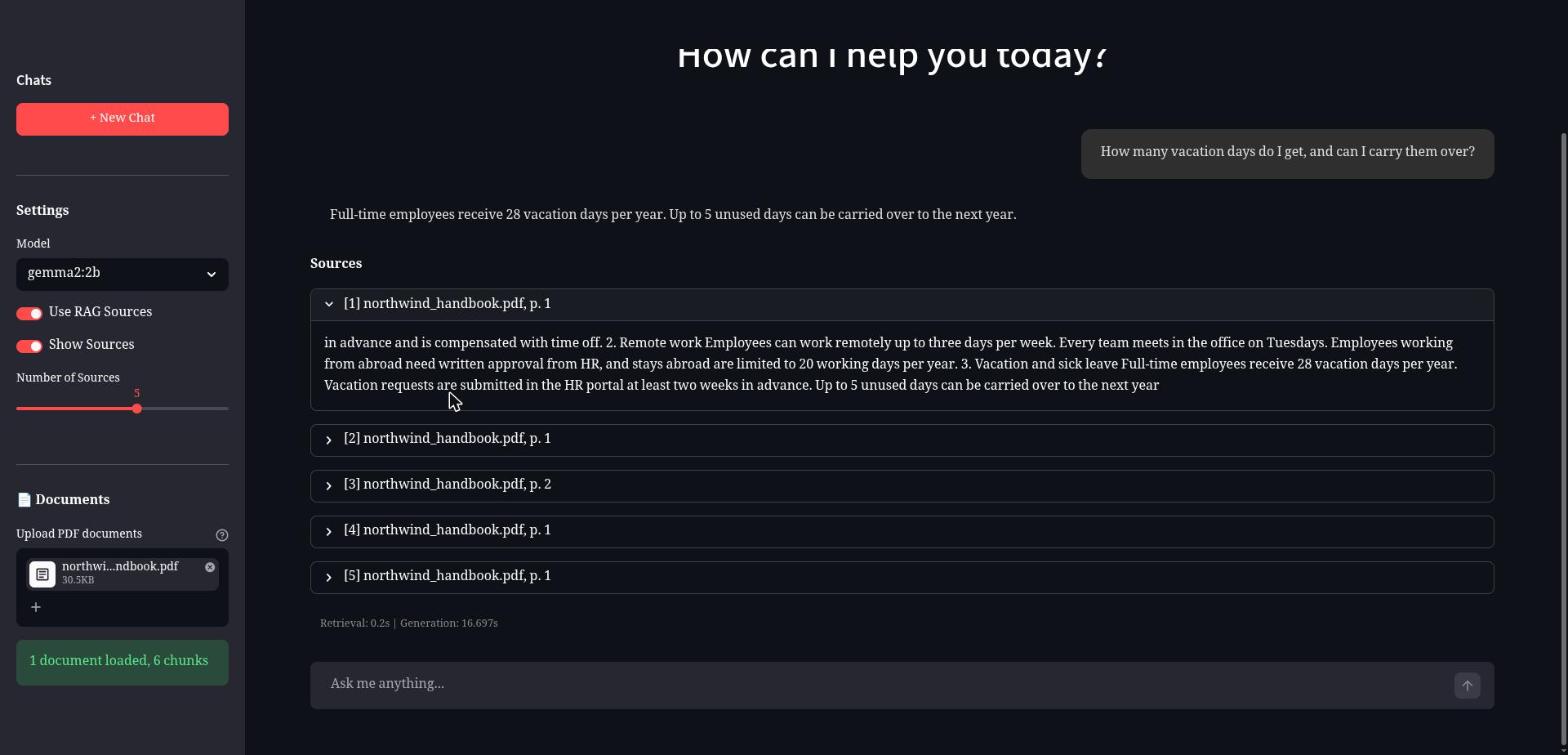 Chats
+ New Chat
Settings
Model
gemma2:2b
Use RAG Sources
Show Sources
Number of Sources
5
📄 Documents
Upload PDF documents
northwi...ndbook.pdf
30.5KB
+
1 document loaded, 6 chunks
How can I help you today?
How many vacation days do I get, and can I carry them over?
Full-time employees receive 28 vacation days per year. Up to 5 unused days can be carried over to the next year.
Sources
[1] northwind_handbook.pdf, p. 1
in advance and is compensated with time off. 2. Remote work Employees can work remotely up to three days per week. Every team meets in the office on Tuesdays. Employees working
from abroad need written approval from HR, and stays abroad are limited to 20 working days per year. 3. Vacation and sick leave Full-time employees receive 28 vacation days per year.
Vacation requests are submitted in the HR portal at least two weeks in advance. Up to 5 unused days can be carried over to the next year
[2] northwind_handbook.pdf, p. 1
[3] northwind_handbook.pdf, p. 2
[4] northwind_handbook.pdf, p. 1
[5] northwind_handbook.pdf, p. 1
Retrieval: 0.2s | Generation: 16.697s
Ask me anything...